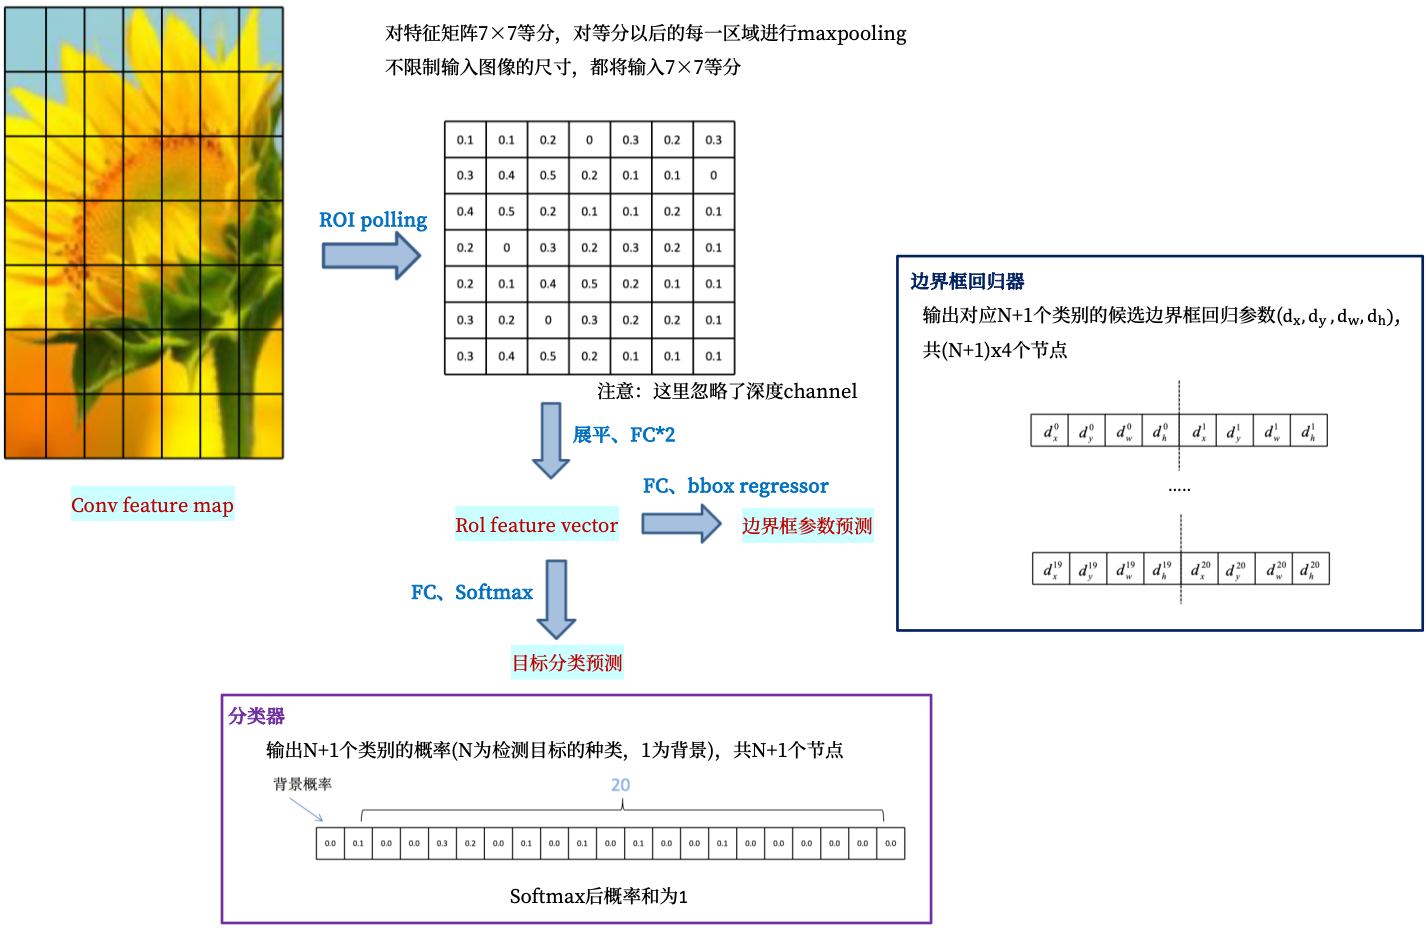 对特征矩阵7×7等分，对等分以后的每一区域进行maxpooling
不限制输入图像的尺寸，都将输入7×7等分
0.1 0.1 0.2 0 0.3 0.2 0.3
0.3 0.4 0.5 0.2 0.1 0.1 0
0.4 0.5 0.2 0.1 0.1 0.2 0.1
0.2 0 0.3 0.2 0.3 0.2 0.1
0.2 0.1 0.4 0.5 0.2 0.1 0.1
0.3 0.2 0 0.3 0.2 0.2 0.1
0.3 0.4 0.5 0.2 0.1 0.1 0.1
ROI polling
注意：这里忽略了深度channel
展平、FC*2
Conv feature map
FC、bbox regressor
Rol feature vector
边界框参数预测
FC、Softmax
目标分类预测
边界框回归器
输出对应N+1个类别的候选边界框回归参数(dx,dy,dw,dh)，
共(N+1)x4个节点
d_x^0 d_y^0 d_w^0 d_h^0 d_x^1 d_y^1 d_w^1 d_h^1
.....
d_x^19 d_y^19 d_w^19 d_h^19 d_x^20 d_y^20 d_w^20 d_h^20
分类器
输出N+1个类别的概率(N为检测目标的种类，1为背景)，共N+1个节点
背景概率
20
0.0 0.1 0.0 0.0 0.3 0.2 0.0 0.1 0.0 0.1 0.0 0.1 0.0 0.0 0.1 0.0 0.0 0.0 0.0 0.0 0.0
Softmax后概率和为1